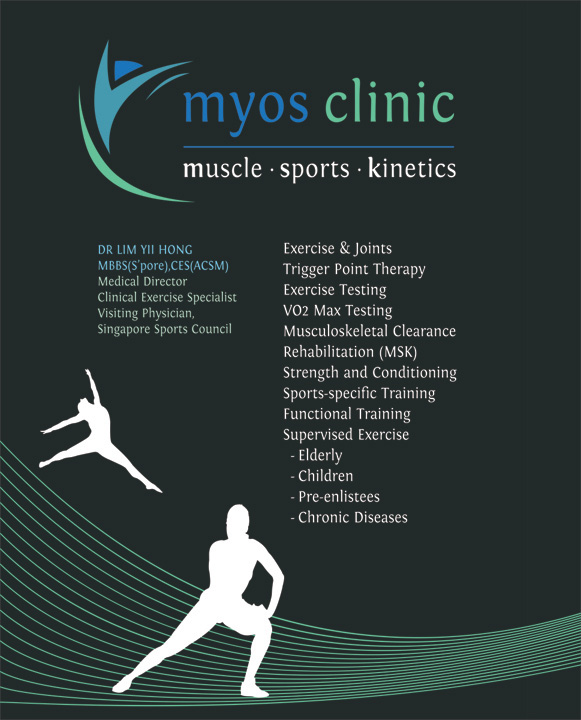 myos clinic
muscle · sports · kinetics
DR LIM YII HONG
MBBS(S'pore),CES(ACSM)
Medical Director
Clinical Exercise Specialist
Visiting Physician,
Singapore Sports Council
Exercise & Joints
Trigger Point Therapy
Exercise Testing
VO2 Max Testing
Musculoskeletal Clearance
Rehabilitation (MSK)
Strength and Conditioning
Sports-specific Training
Functional Training
Supervised Exercise
- Elderly
- Children
- Pre-enlistees
- Chronic Diseases